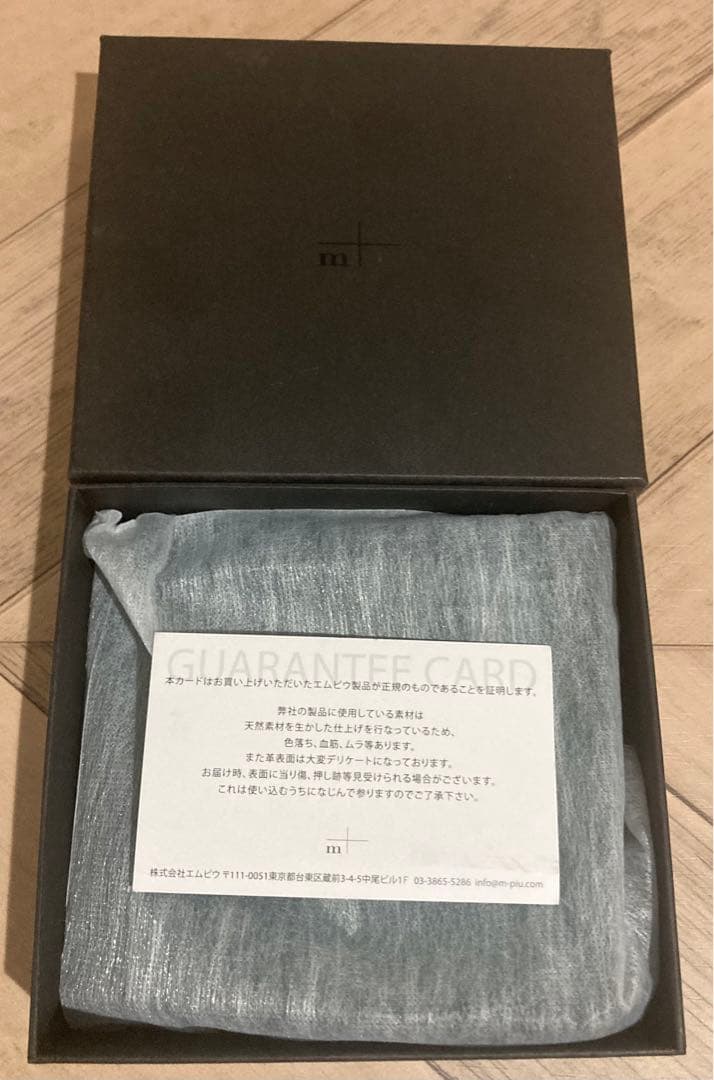 m+
GUARANTEE CARD
本カードはお買い上げいただいたエムピウ製品が正規のものであることを証明します。
弊社の製品に使用している素材は
天然素材を生かした仕上げを行なっているため、
色落ち、血筋、ムラ等あります。
また革表面は大変デリケートになっております。
お届け時、表面に当り傷、押し跡等見受けられる場合がございます。
これは使い込むうちになじんで参りますのでご了承下さい。
m+
株式会社エムピウ 〒111-0051東京都台東区蔵前3-4-5中尾ビル1F 03-3865-5286 info@m-piu.com